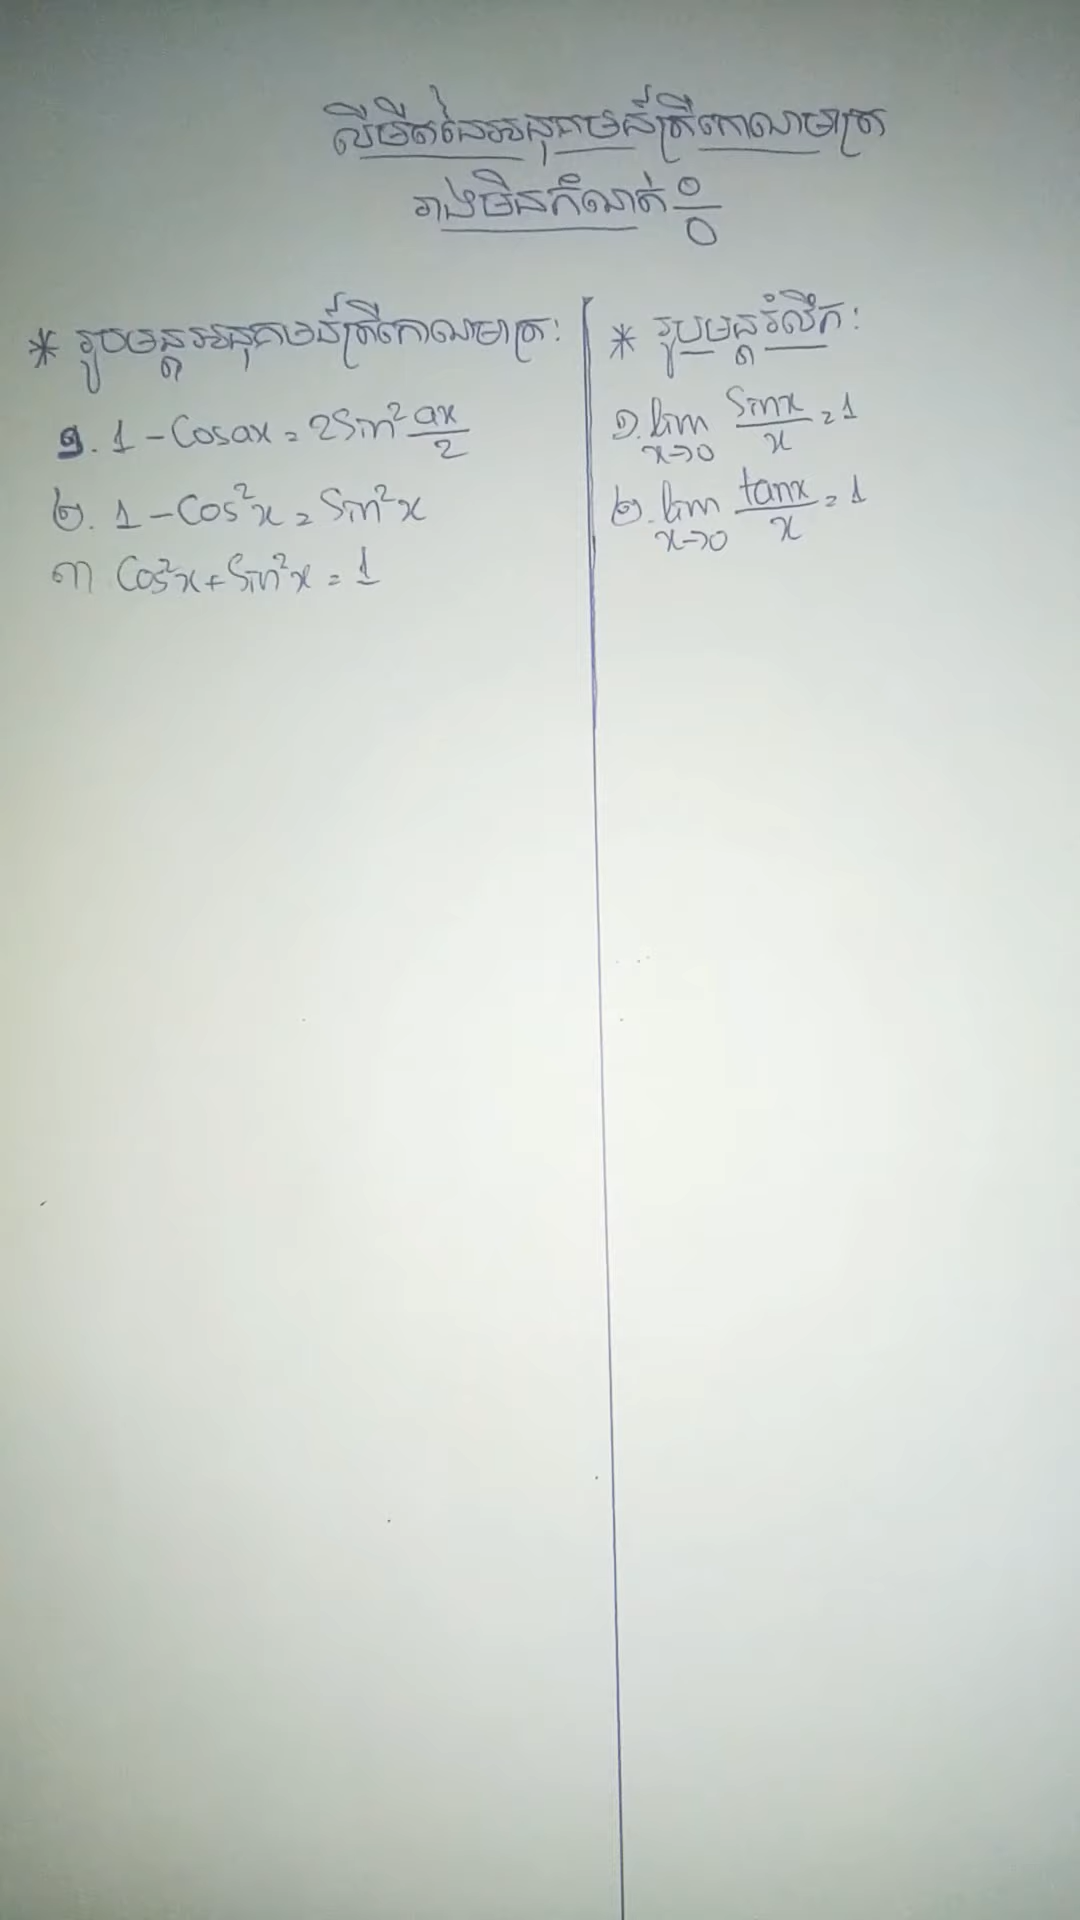 លីមីតនៃអនុគមន៍ត្រីកោណមាត្រ
រាងមិនកំណត់ 0/0
* រូបមន្តអនុគមន៍ត្រីកោណមាត្រ:
១. 1 - Cosax = 2Sin² ax/2
២. 1 - Cos²x = Sin²x
៣ Cos²x + Sin²x = 1
* រូបមន្តរំលឹក:
១. lim x→0 Sinx/x = 1
២. lim x→0 tanx/x = 1